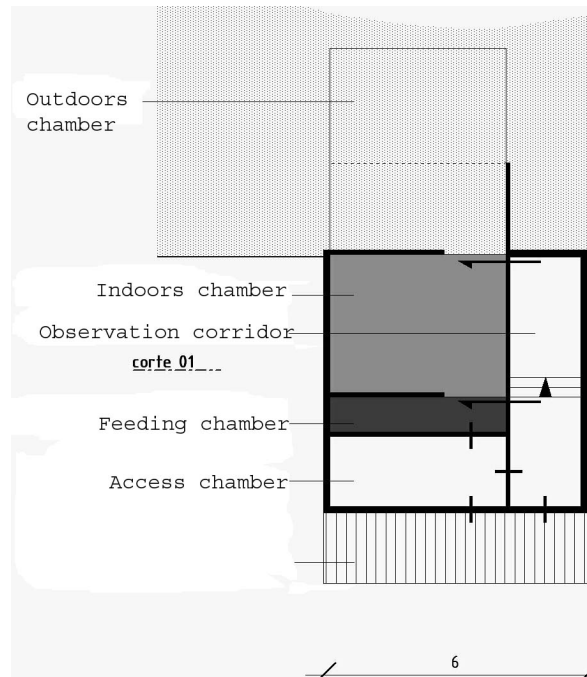 Outdoors
chamber
Indoors chamber
Observation corridor
corte 01
Feeding chamber
Access chamber
6